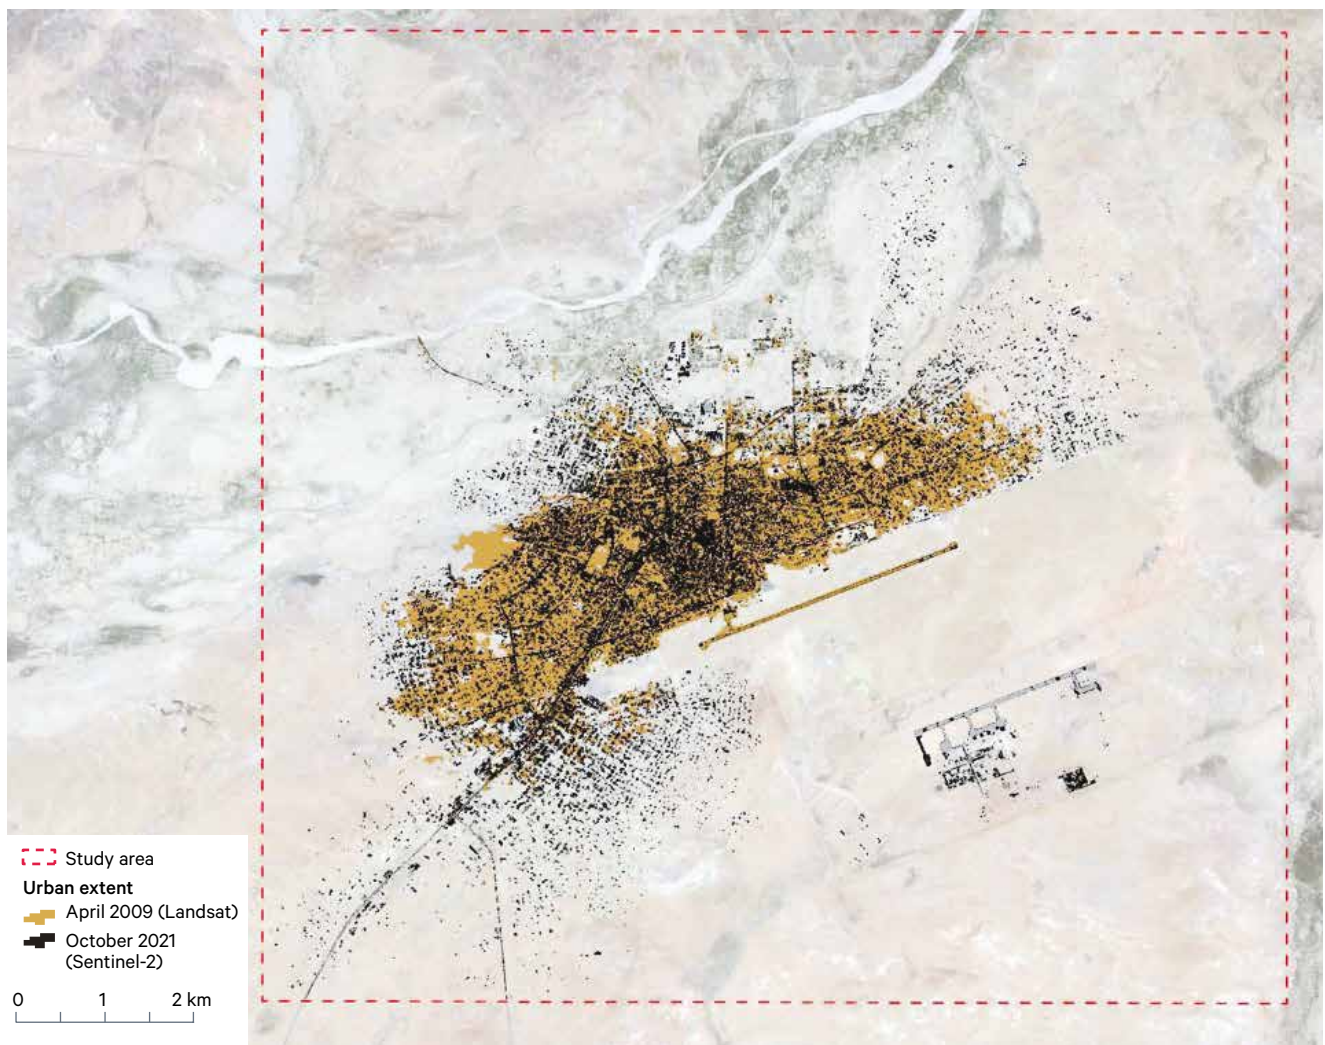 Study area
Urban extent
April 2009 (Landsat)
October 2021
(Sentinel-2)
0 1 2 km